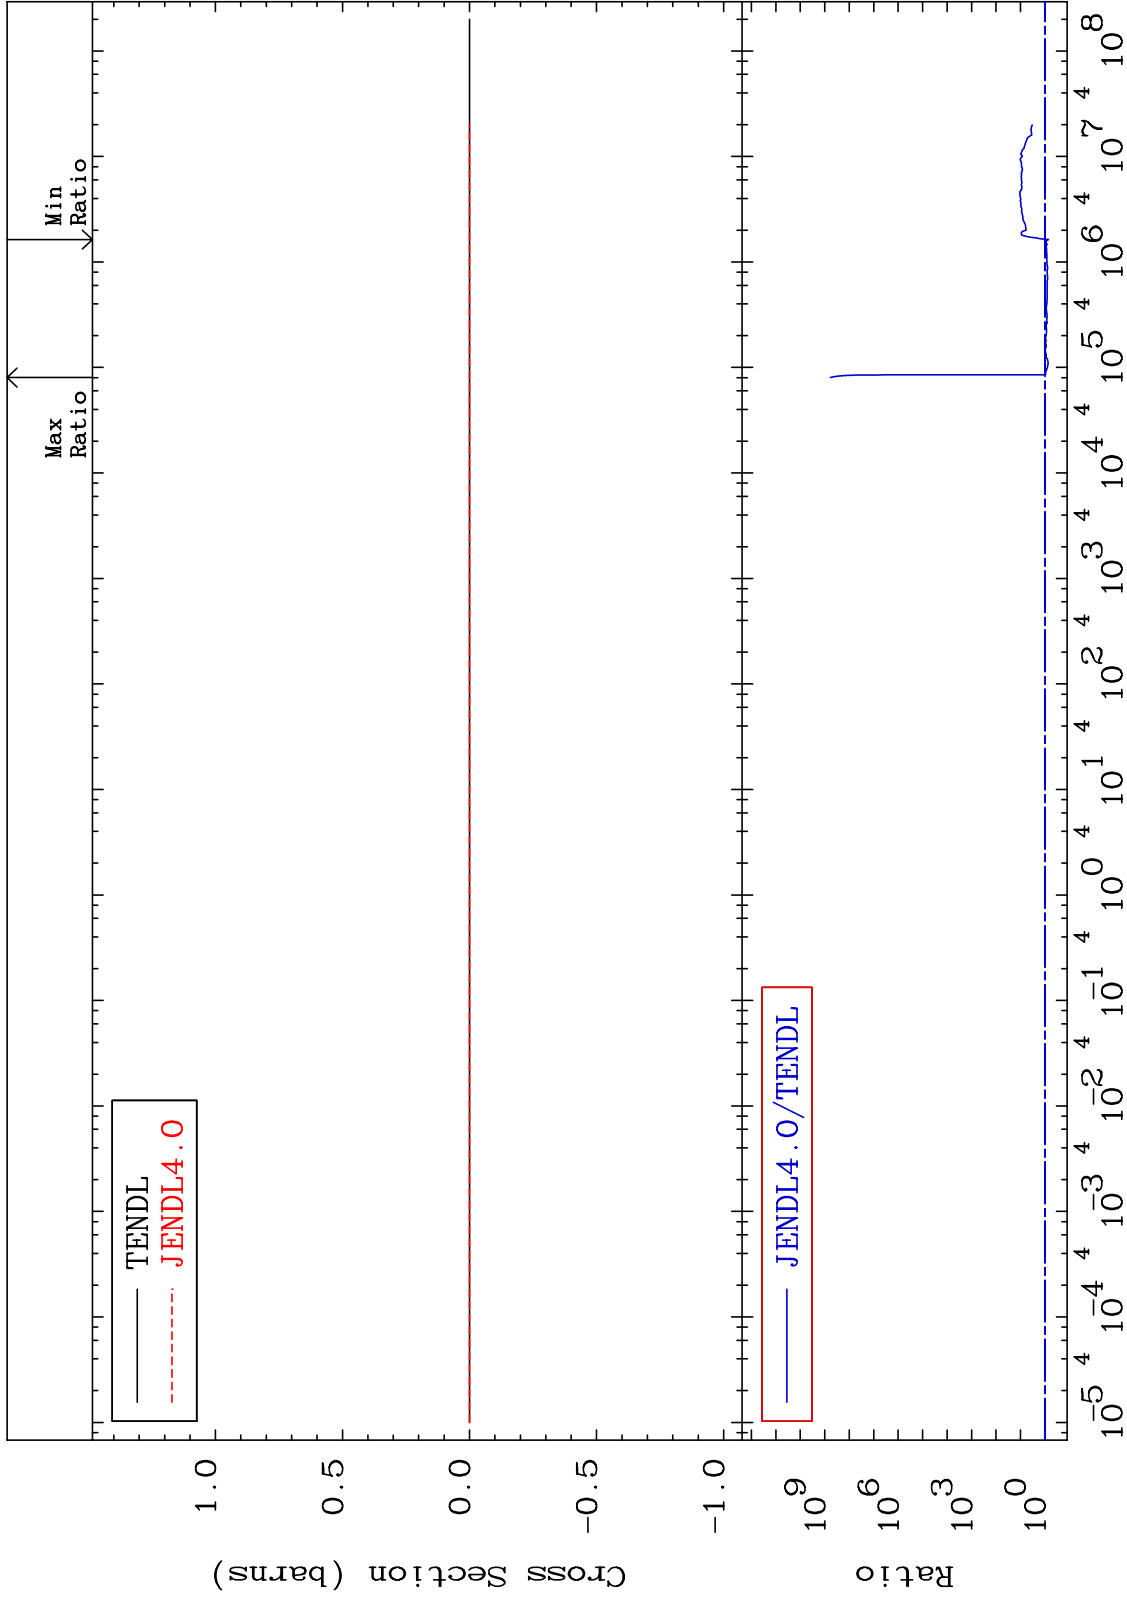 Max
Ratio
Min
Ratio
TENDL
JENDL4.0
1.0
0.5
0.0
-0.5
-1.0
Cross Section (barns)
JENDL4.0/TENDL
10^9
10^6
10^3
10^0
Ratio
10^-5 4 10^-4 4 10^-3 4 10^-2 4 10^-1 4 10^0 4 10^1 4 10^2 4 10^3 4 10^4 4 10^5 4 10^6 4 10^7 4 10^8